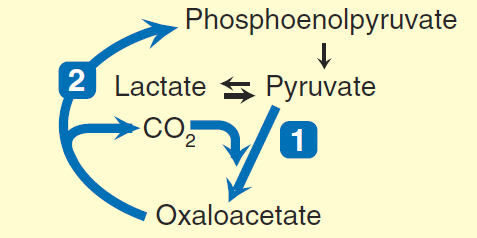 Phosphoenolpyruvate
2
Lactate
Pyruvate
CO2
1
Oxaloacetate